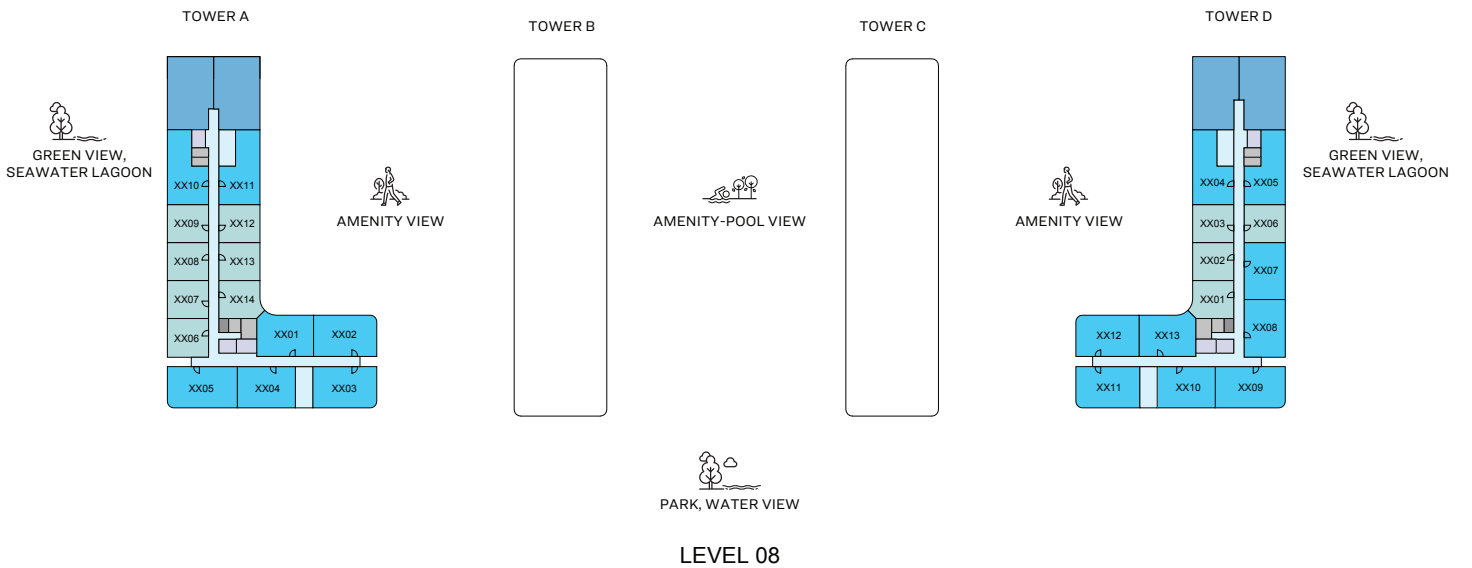 TOWER A
TOWER B
TOWER C
TOWER D
GREEN VIEW,
SEAWATER LAGOON
AMENITY VIEW
AMENITY-POOL VIEW
AMENITY VIEW
GREEN VIEW,
SEAWATER LAGOON
XX10
XX11
XX09
XX12
XX08
XX13
XX07
XX14
XX06
XX01
XX02
XX05
XX04
XX03
XX04
XX05
XX03
XX06
XX02
XX07
XX01
XX08
XX12
XX13
XX11
XX10
XX09
PARK, WATER VIEW
LEVEL 08